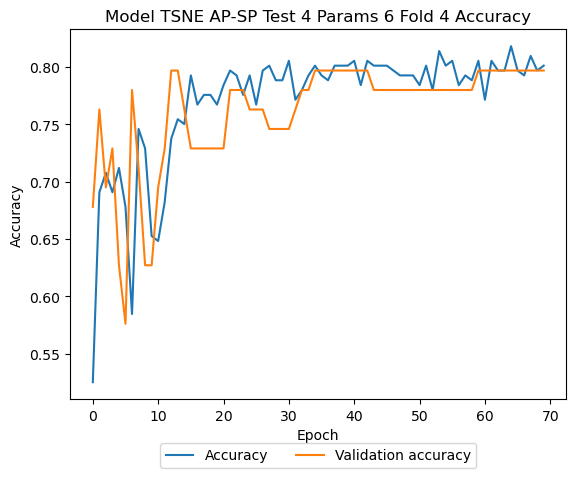 Model TSNE AP-SP Test 4 Params 6 Fold 4 Accuracy
0.80
0.75
0.70
0.65
0.60
0.55
Accuracy
0 10 20 30 40 50 60 70
Epoch
Accuracy Validation accuracy